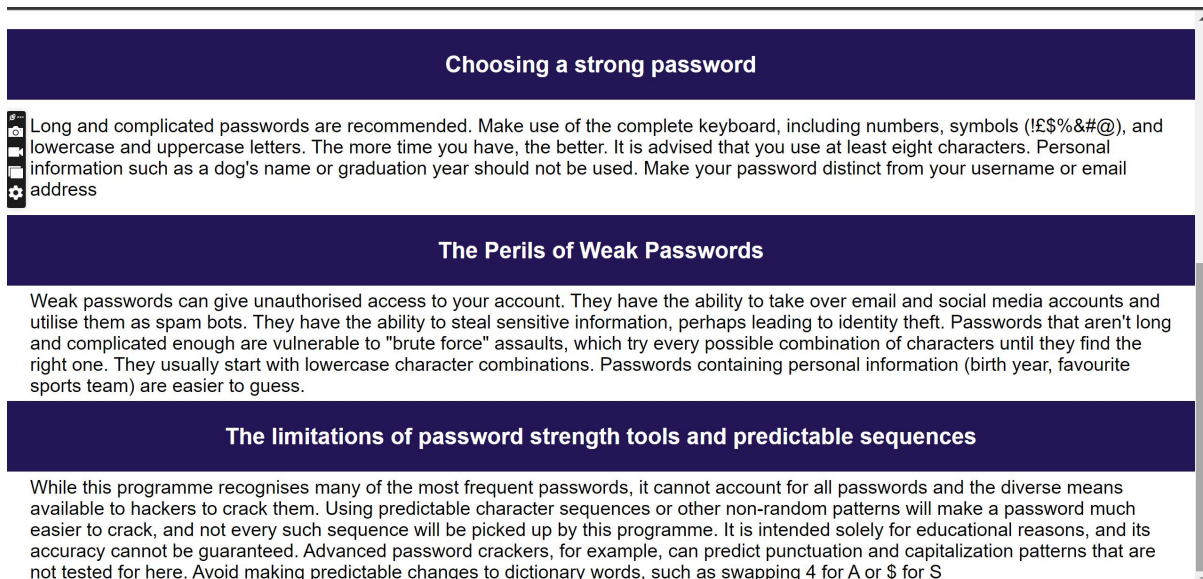 Choosing a strong password
Long and complicated passwords are recommended. Make use of the complete keyboard, including numbers, symbols (!£$%&#@), and
lowercase and uppercase letters. The more time you have, the better. It is advised that you use at least eight characters. Personal
information such as a dog's name or graduation year should not be used. Make your password distinct from your username or email
address
The Perils of Weak Passwords
Weak passwords can give unauthorised access to your account. They have the ability to take over email and social media accounts and
utilise them as spam bots. They have the ability to steal sensitive information, perhaps leading to identity theft. Passwords that aren't long
and complicated enough are vulnerable to "brute force" assaults, which try every possible combination of characters until they find the
right one. They usually start with lowercase character combinations. Passwords containing personal information (birth year, favourite
sports team) are easier to guess.
The limitations of password strength tools and predictable sequences
While this programme recognises many of the most frequent passwords, it cannot account for all passwords and the diverse means
available to hackers to crack them. Using predictable character sequences or other non-random patterns will make a password much
easier to crack, and not every such sequence will be picked up by this programme. It is intended solely for educational reasons, and its
accuracy cannot be guaranteed. Advanced password crackers, for example, can predict punctuation and capitalization patterns that are
not tested for here. Avoid making predictable changes to dictionary words, such as swapping 4 for A or $ for S